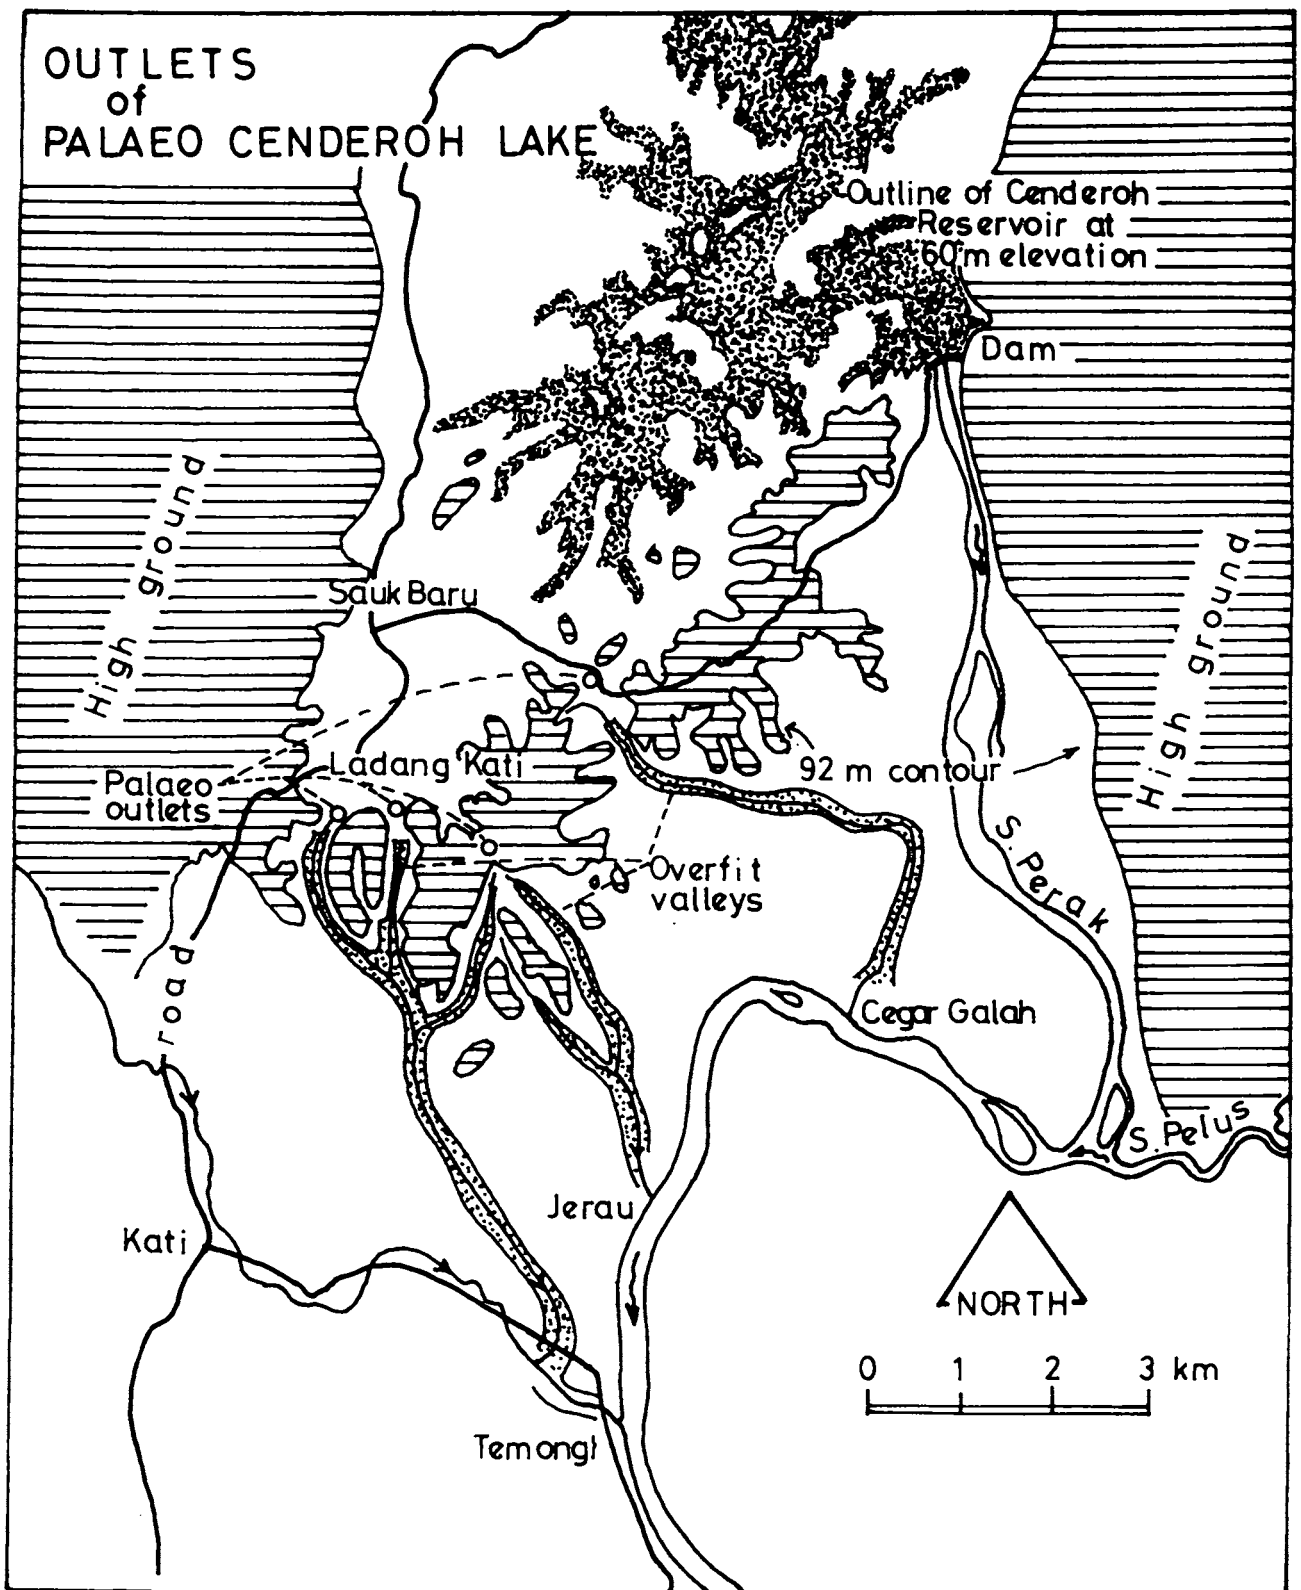 OUTLETS
of
PALAEO CENDEROH LAKE
Outline of Cenderoh
Reservoir at
60 m elevation
Dam
High ground
High ground
Sauk Baru
Ladang Kati
Palaeo
outlets
92 m contour
S. Perak
Overfit
valleys
road
Cegar Galah
S. Pelus
Jerau
Kati
NORTH
0 1 2 3 km
Temong